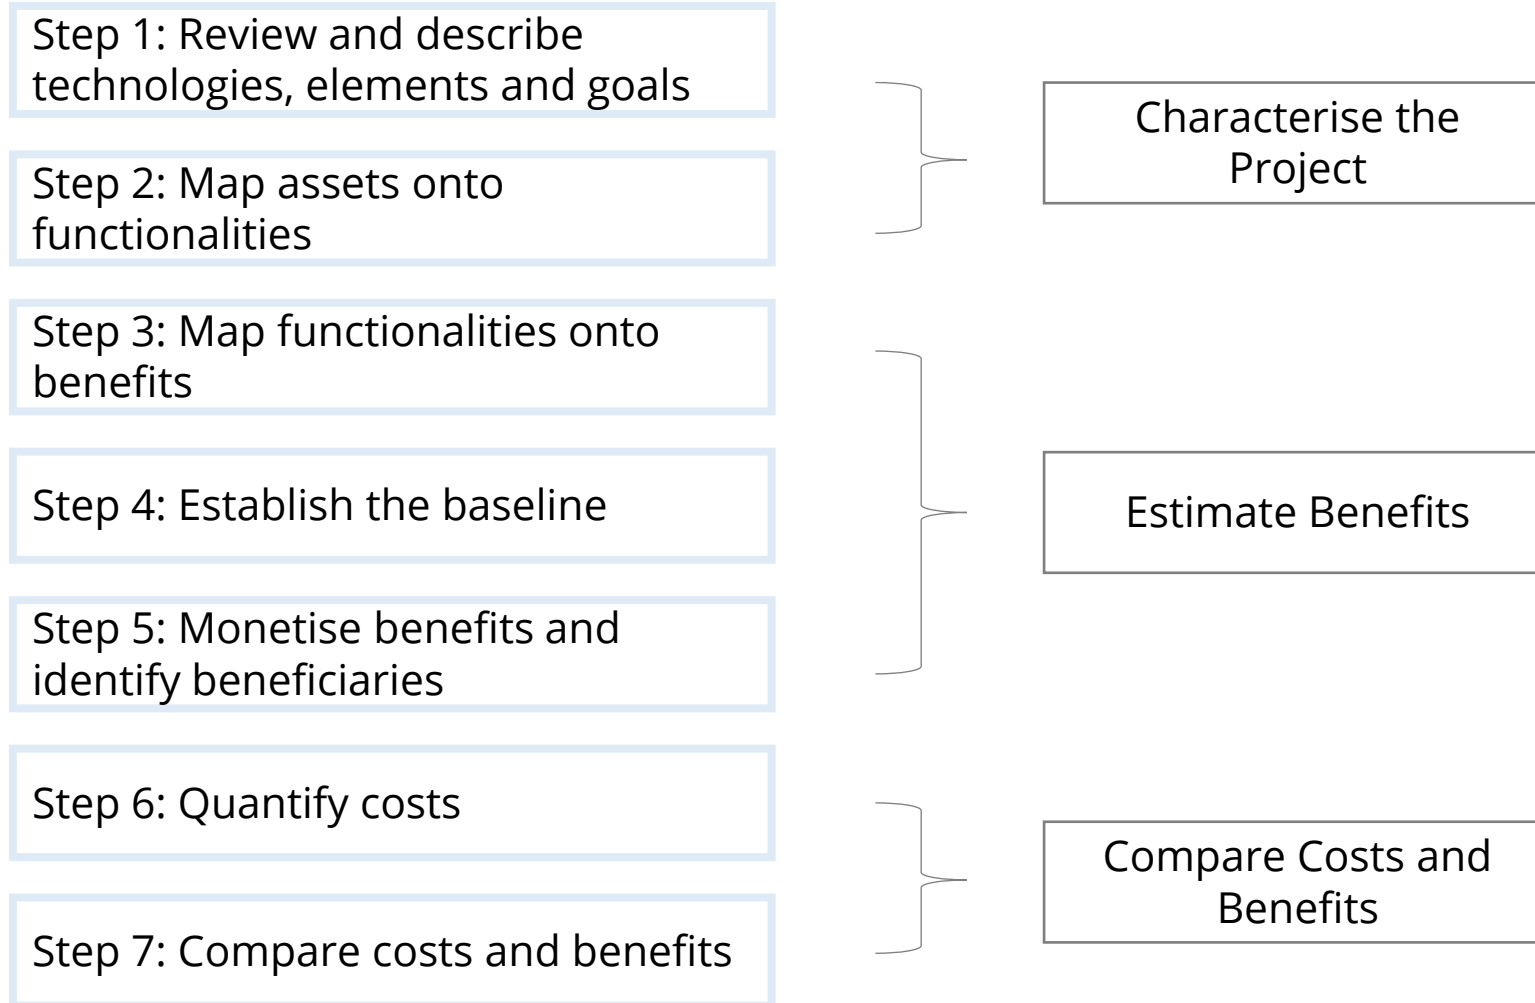 Step 1: Review and describe
technologies, elements and goals
Step 2: Map assets onto
functionalities
Step 3: Map functionalities onto
benefits
Step 4: Establish the baseline
Step 5: Monetise benefits and
identify beneficiaries
Step 6: Quantify costs
Step 7: Compare costs and benefits
Characterise the
Project
Estimate Benefits
Compare Costs and
Benefits